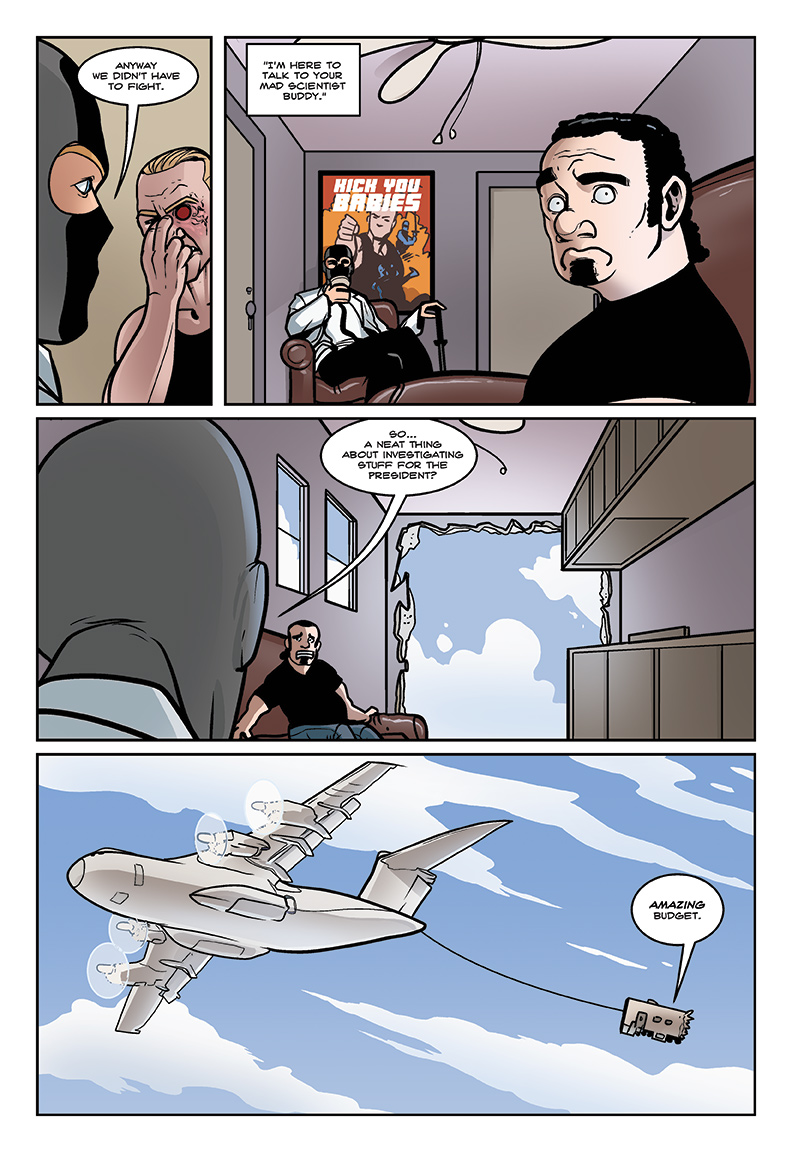 ANYWAY
WE DIDN'T HAVE
TO FIGHT.
"I'M HERE TO
TALK TO YOUR
MAD SCIENTIST
BUDDY."
KICK YOU
BABIES
SO...
A NEAT THING
ABOUT INVESTIGATING
STUFF FOR THE
PRESIDENT?
AMAZING
BUDGET.